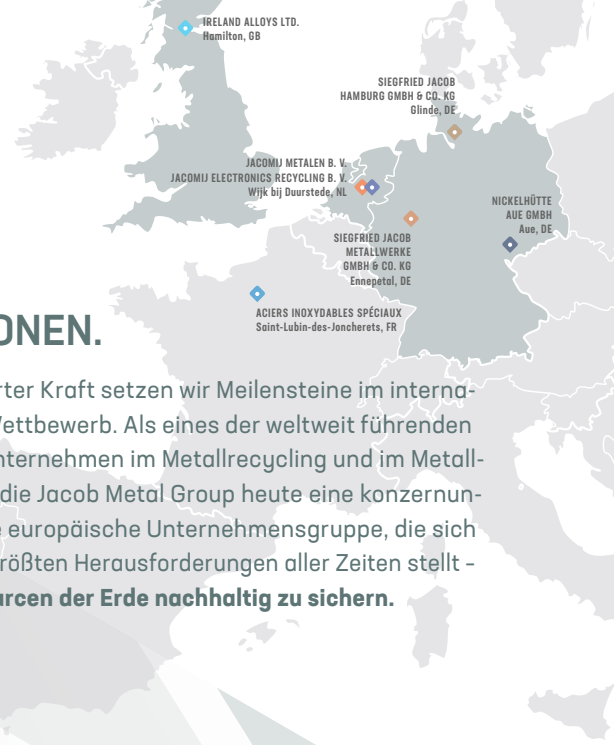 IRELAND ALLOYS LTD.
Hamilton, GB
SIEGFRIED JACOB
HAMBURG GMBH & CO. KG
Glinde, DE
JACOMIJ METALEN B. V.
JACOMIJ ELECTRONICS RECYCLING B. V.
Wijk bij Duurstede, NL
NICKELHÜTTE
AUE GMBH
Aue, DE
SIEGFRIED JACOB
METALLWERKE
GMBH & CO. KG
Ennepetal, DE
ACIERS INOXYDABLES SPÉCIAUX
Saint-Lubin-des-Joncherets, FR
ONEN.
rter Kraft setzen wir Meilensteine im interna-
Wettbewerb. Als eines der weltweit führenden
nternehmen im Metallrecycling und im Metall-
die Jacob Metal Group heute eine konzernun-
e europäische Unternehmensgruppe, die sich
rößten Herausforderungen aller Zeiten stellt –
urcen der Erde nachhaltig zu sichern.